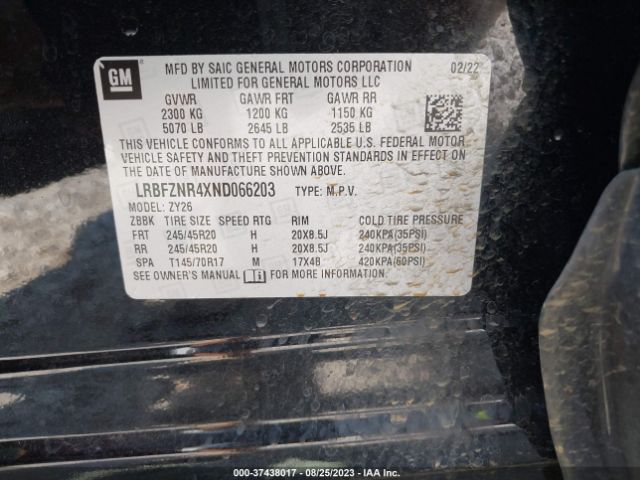 GM
MFD BY SAIC GENERAL MOTORS CORPORATION 02/22
LIMITED FOR GENERAL MOTORS LLC
GVWR GAWR FRT GAWR RR
2300 KG 1200 KG 1150 KG
5070 LB 2645 LB 2535 LB
THIS VEHICLE CONFORMS TO ALL APPLICABLE U.S. FEDERAL MOTOR
VEHICLE SAFETY AND THEFT PREVENTION STANDARDS IN EFFECT ON
THE DATE OF MANUFACTURE SHOWN ABOVE.
LRBFZNR4XND066203 TYPE: M.P.V.
MODEL: ZY26
ZBBK TIRE SIZE SPEED RTG RIM COLD TIRE PRESSURE
FRT 245/45R20 H 20X8.5J 240KPA(35PSI)
RR 245/45R20 H 20X8.5J 240KPA(35PSI)
SPA T145/70R17 M 17X4B 420KPA(60PSI)
SEE OWNER'S MANUAL FOR MORE INFORMATION.
000-37438017 — 08/25/2023 — IAA Inc.